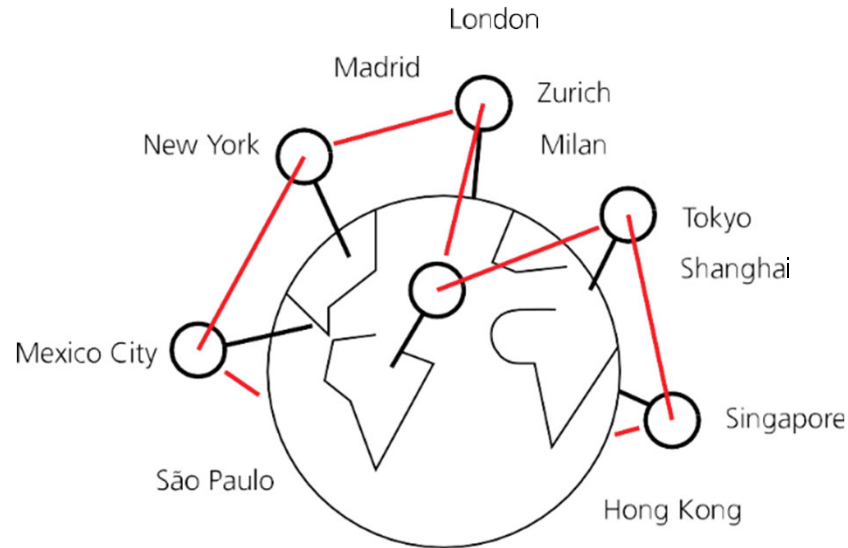 London
Madrid
Zurich
New York
Milan
Tokyo
Shanghai
Mexico City
Singapore
São Paulo
Hong Kong